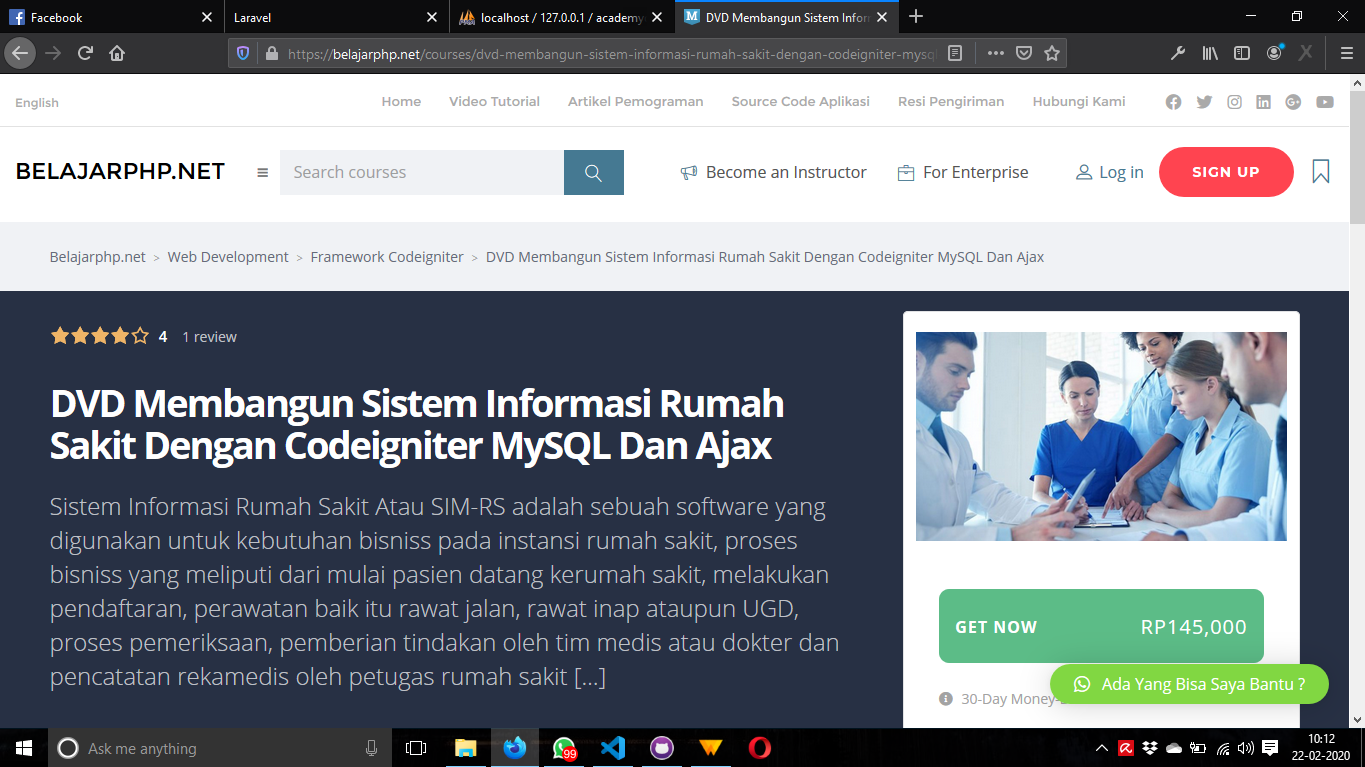 Facebook
Laravel
localhost / 127.0.0.1 / academy
DVD Membangun Sistem Infor
https://belajarphp.net/courses/dvd-membangun-sistem-informasi-rumah-sakit-dengan-codeigniter-mysql
English
Home
Video Tutorial
Artikel Pemograman
Source Code Aplikasi
Resi Pengiriman
Hubungi Kami
BELAJARPHP.NET
Search courses
Become an Instructor
For Enterprise
Log in
SIGN UP
Belajarphp.net > Web Development > Framework Codeigniter > DVD Membangun Sistem Informasi Rumah Sakit Dengan Codeigniter MySQL Dan Ajax
4 1 review
DVD Membangun Sistem Informasi Rumah
Sakit Dengan Codeigniter MySQL Dan Ajax
Sistem Informasi Rumah Sakit Atau SIM-RS adalah sebuah software yang
digunakan untuk kebutuhan bisniss pada instansi rumah sakit, proses
bisniss yang meliputi dari mulai pasien datang kerumah sakit, melakukan
pendaftaran, perawatan baik itu rawat jalan, rawat inap ataupun UGD,
proses pemeriksaan, pemberian tindakan oleh tim medis atau dokter dan
pencatatan rekamedis oleh petugas rumah sakit [...]
GET NOW RP145,000
30-Day Money-
Ada Yang Bisa Saya Bantu ?
Ask me anything
99
10:12
22-02-2020